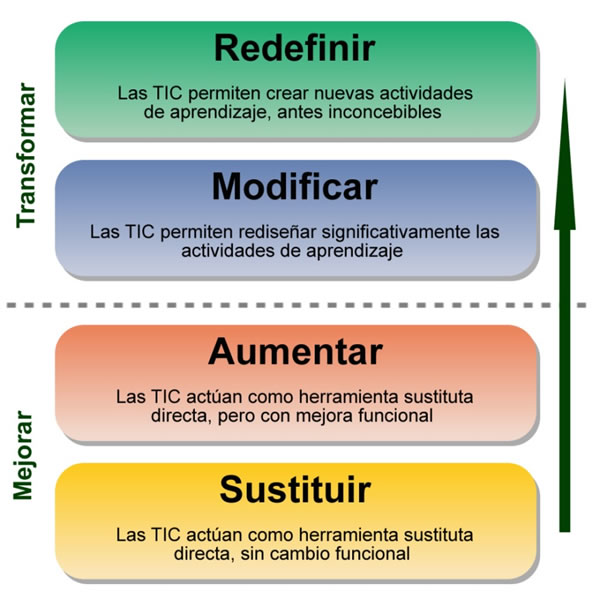 Transformar
Redefinir
Las TIC permiten crear nuevas actividades
de aprendizaje, antes inconcebibles
Modificar
Las TIC permiten rediseñar significativamente las
actividades de aprendizaje
Mejorar
Aumentar
Las TIC actúan como herramienta sustituta
directa, pero con mejora funcional
Sustituir
Las TIC actúan como herramienta sustituta
directa, sin cambio funcional